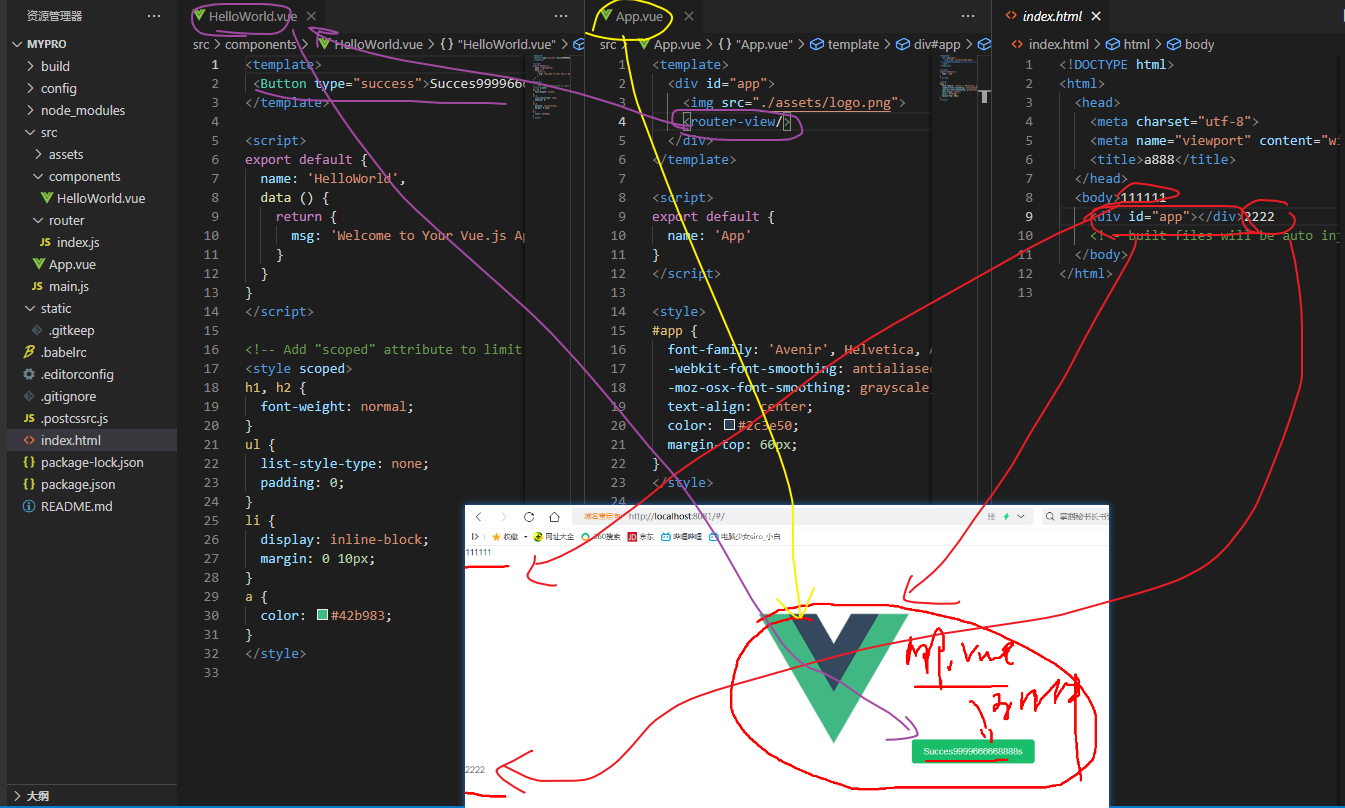 资源管理器
MYPRO
build
config
node_modules
src
assets
components
HelloWorld.vue
router
index.js
App.vue
main.js
static
.gitkeep
.babelrc
.editorconfig
.gitignore
.postcssrc.js
index.html
package-lock.json
package.json
README.md
大纲
HelloWorld.vue
src > components > HelloWorld.vue > {} "HelloWorld.vue" >
1 <template>
2 <Button type="success">Succes9999666
3 </template>
4
5 <script>
6 export default {
7 name: 'HelloWorld',
8 data () {
9 return {
10 msg: 'Welcome to Your Vue.js Ap
11 }
12 }
13 }
14 </script>
15
16 <!-- Add "scoped" attribute to limit
17 <style scoped>
18 h1, h2 {
19 font-weight: normal;
20 }
21 ul {
22 list-style-type: none;
23 padding: 0;
24 }
25 li {
26 display: inline-block;
27 margin: 0 10px;
28 }
29 a {
30 color: #42b983;
31 }
32 </style>
33
App.vue
src > App.vue > {} "App.vue" > template > div#app >
1 <template>
2 <div id="app">
3 <img src="./assets/logo.png">
4 <router-view/>
5 </div>
6 </template>
7
8 <script>
9 export default {
10 name: 'App'
11 }
12 </script>
13
14 <style>
15 #app {
16 font-family: 'Avenir', Helvetica, A
17 -webkit-font-smoothing: antialiased
18 -moz-osx-font-smoothing: grayscale
19 text-align: center;
20 color: #2c3e50;
21 margin-top: 60px;
22 }
23 </style>
24
index.html
index.html > html > body
1 <!DOCTYPE html>
2 <html>
3 <head>
4 <meta charset="utf-8">
5 <meta name="viewport" content="wi
6 <title>a888</title>
7 </head>
8 <body>111111
9 <div id="app"></div>2222
10 <!-- built files will be auto inj
11 </body>
12 </html>
13
http://localhost:8081/#/
收藏 网址大全 360搜索 京东 哔哩哔哩 电脑少女siro_小白
111111
App.vue
Succes9999666668888s
2222